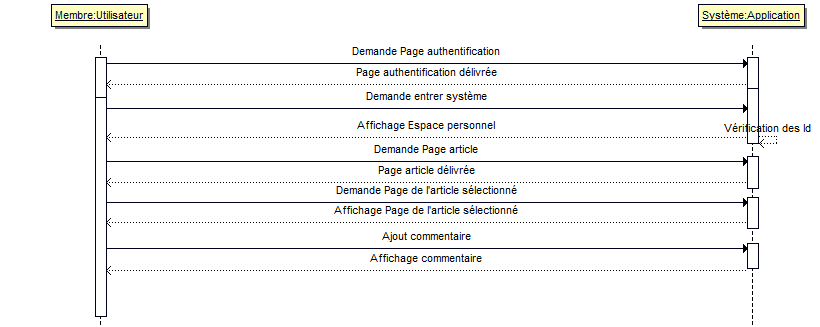 Membre:Utilisateur
Système:Application
Demande Page authentification
Page authentification délivrée
Demande entrer système
Affichage Espace personnel
Vérification des Id
Demande Page article
Page article délivrée
Demande Page de l'article sélectionné
Affichage Page de l'article sélectionné
Ajout commentaire
Affichage commentaire